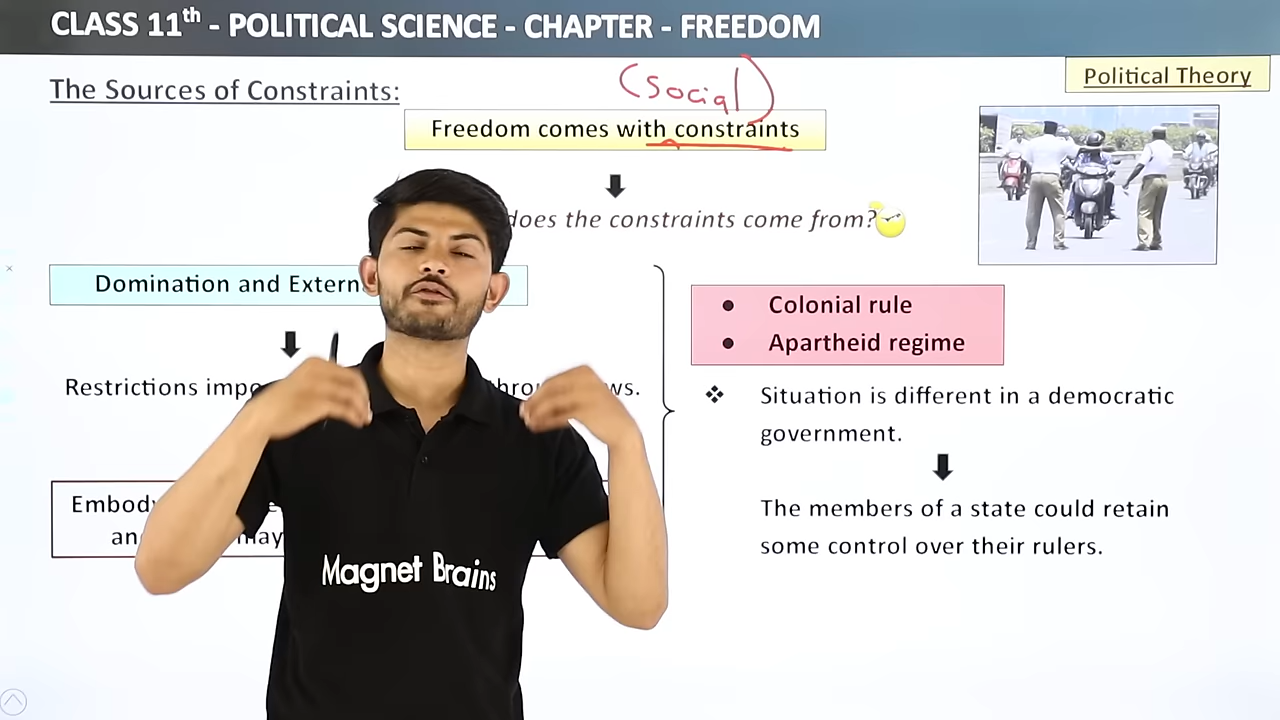 CLASS 11th - POLITICAL SCIENCE - CHAPTER - FREEDOM
The Sources of Constraints:
(Social)
Political Theory
Freedom comes with constraints
does the constraints come from?
Domination and Extern
Restrictions impo
ws.
Embody
an
may
Colonial rule
Apartheid regime
Situation is different in a democratic
government.
The members of a state could retain
some control over their rulers.
Magnet Brains